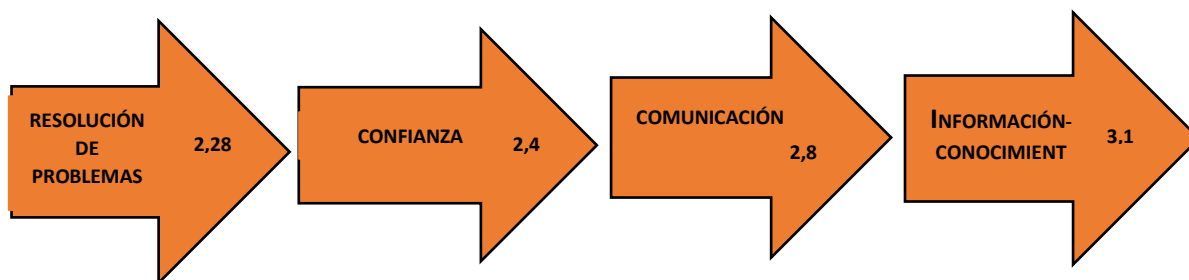 RESOLUCIÓN
DE
PROBLEMAS
2,28
CONFIANZA
2,4
COMUNICACIÓN
2,8
INFORMACIÓN-
CONOCIMIENT
3,1